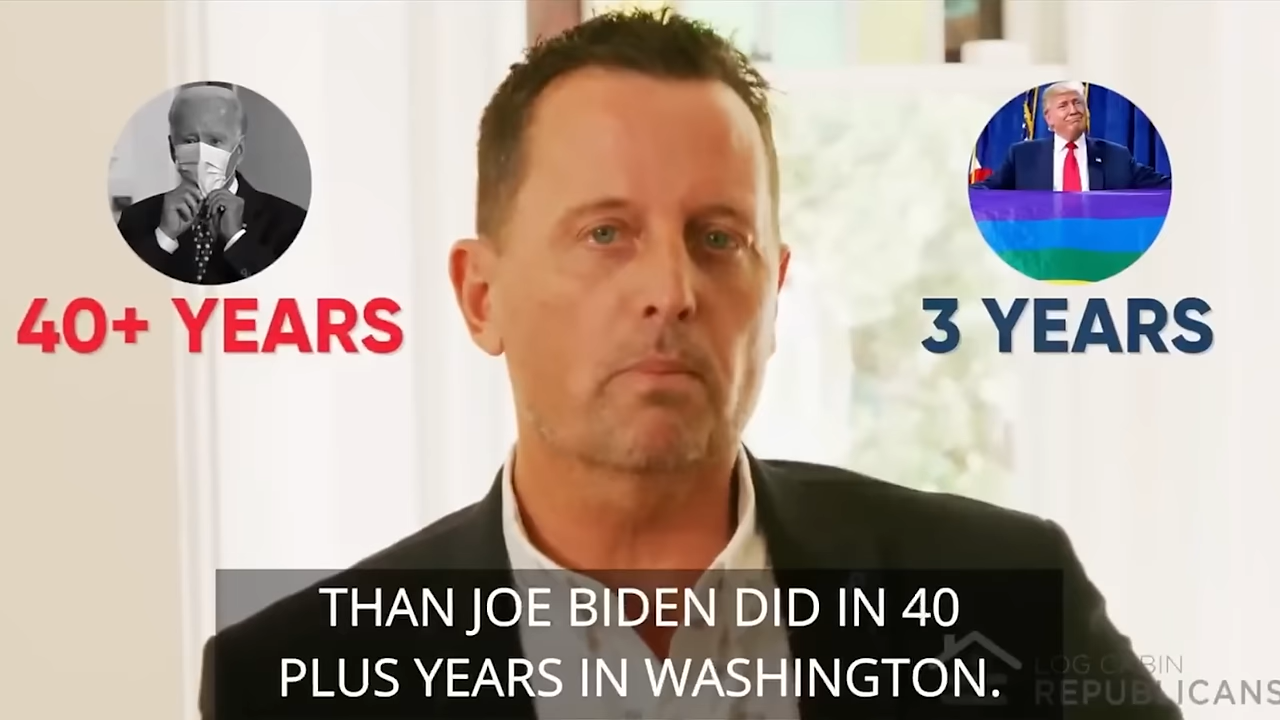 40+ YEARS
3 YEARS
THAN JOE BIDEN DID IN 40
PLUS YEARS IN WASHINGTON.
LOG CABIN
REPUBLICANS